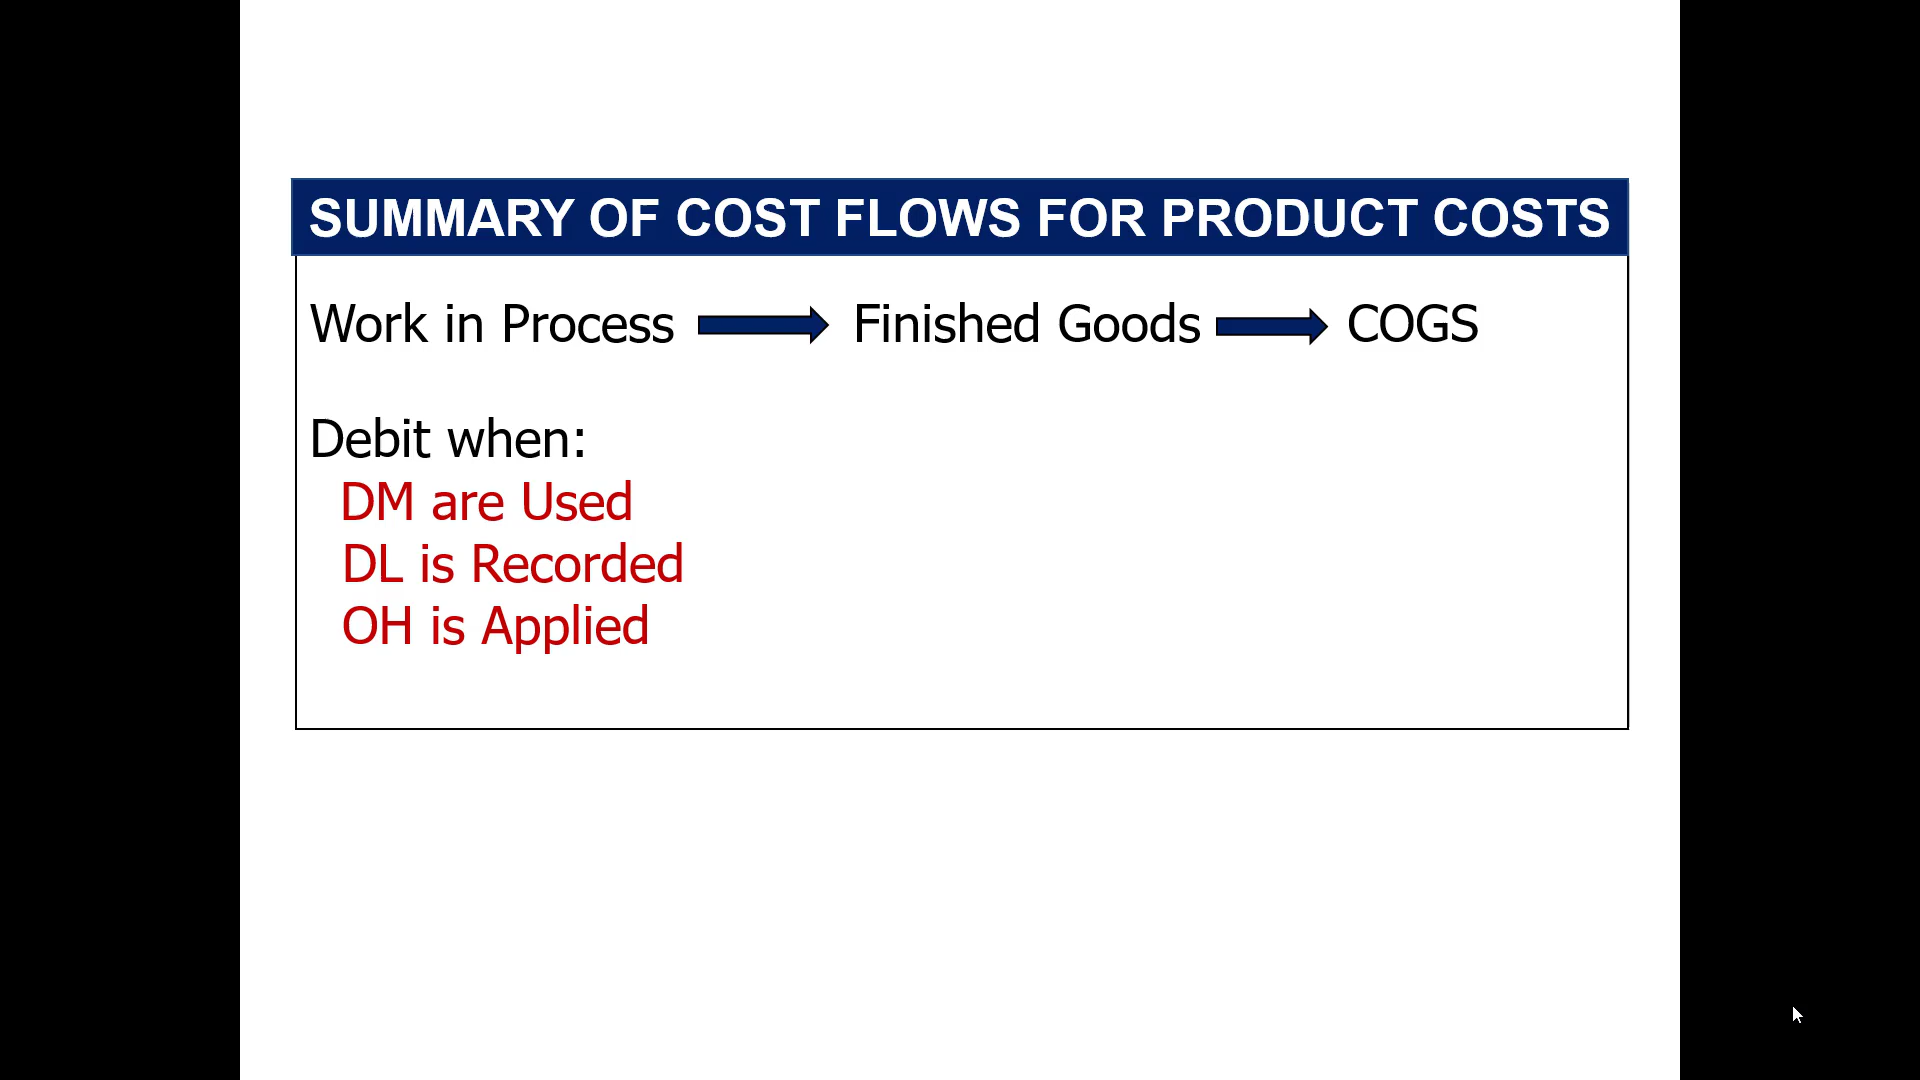 SUMMARY OF COST FLOWS FOR PRODUCT COSTS
Work in Process Finished Goods COGS
Debit when:
DM are Used
DL is Recorded
OH is Applied